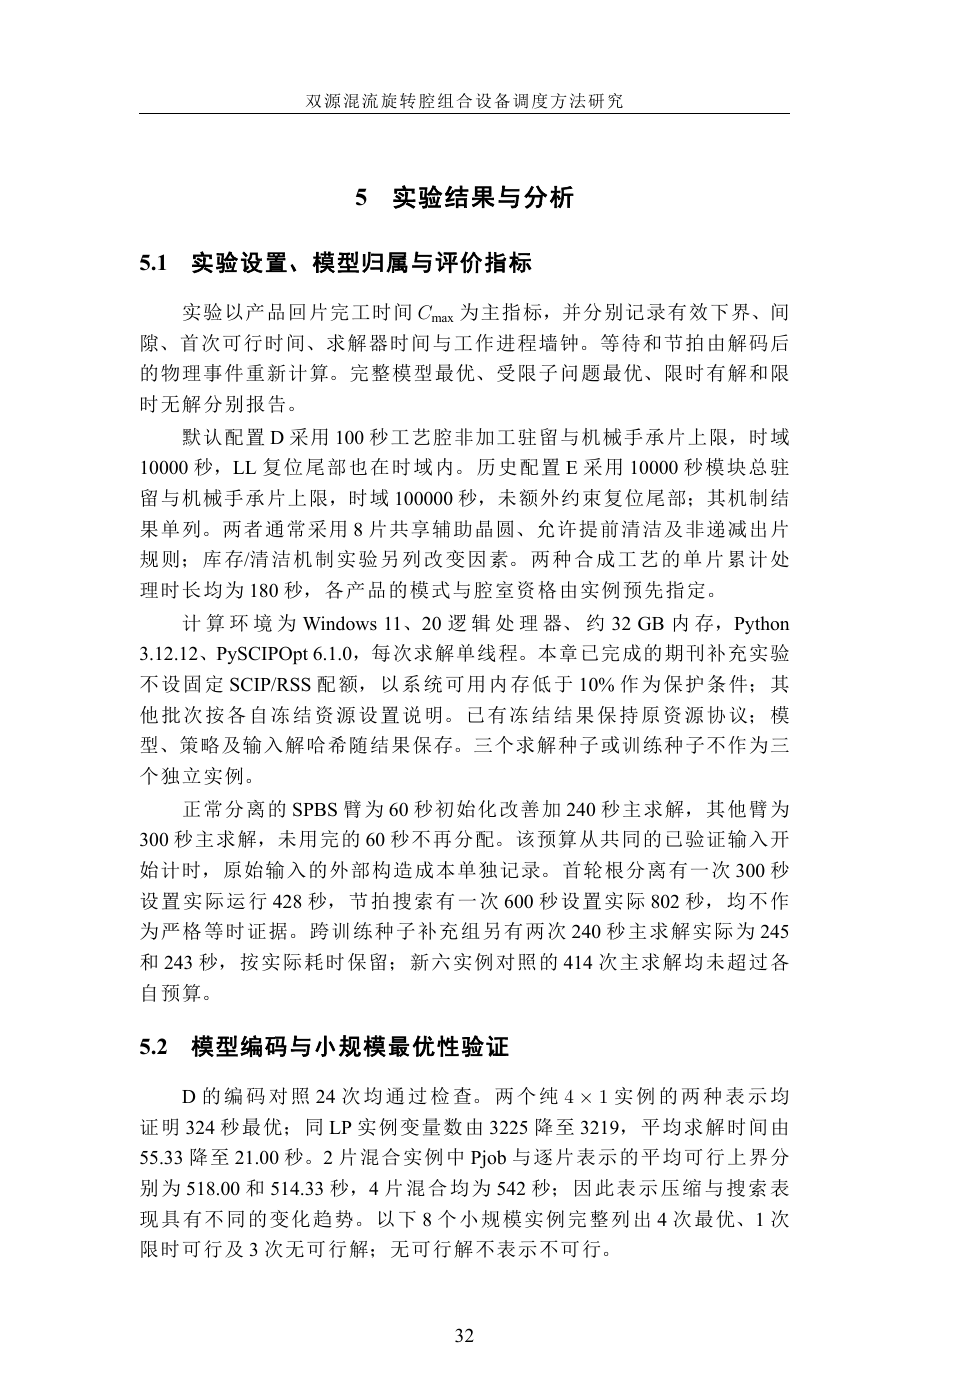 双源混流旋转腔组合设备调度方法研究
5 实验结果与分析
5.1 实验设置、模型归属与评价指标
实验以产品回片完工时间 Cmax 为主指标，并分别记录有效下界、间
隙、首次可行时间、求解器时间与工作进程墙钟。等待和节拍由解码后
的物理事件重新计算。完整模型最优、受限子问题最优、限时有解和限
时无解分别报告。
默认配置 D 采用 100 秒工艺腔非加工驻留与机械手承片上限，时域
10000 秒，LL 复位尾部也在时域内。历史配置 E 采用 10000 秒模块总驻
留与机械手承片上限，时域 100000 秒，未额外约束复位尾部；其机制结
果单列。两者通常采用 8 片共享辅助晶圆、允许提前清洁及非递减出片
规则；库存/清洁机制实验另列改变因素。两种合成工艺的单片累计处
理时长均为 180 秒，各产品的模式与腔室资格由实例预先指定。
计算环境为 Windows 11、20 逻辑处理器、约 32 GB 内存，Python
3.12.12、PySCIPOpt 6.1.0，每次求解单线程。本章已完成的期刊补充实验
不设固定 SCIP/RSS 配额，以系统可用内存低于 10% 作为保护条件；其
他批次按各自冻结资源设置说明。已有冻结结果保持原资源协议；模
型、策略及输入解哈希随结果保存。三个求解种子或训练种子不作为三
个独立实例。
正常分离的 SPBS 臂为 60 秒初始化改善加 240 秒主求解，其他臂为
300 秒主求解，未用完的 60 秒不再分配。该预算从共同的已验证输入开
始计时，原始输入的外部构造成本单独记录。首轮根分离有一次 300 秒
设置实际运行 428 秒，节拍搜索有一次 600 秒设置实际 802 秒，均不作
为严格等时证据。跨训练种子补充组另有两次 240 秒主求解实际为 245
和 243 秒，按实际耗时保留；新六实例对照的 414 次主求解均未超过各
自预算。
5.2 模型编码与小规模最优性验证
D 的编码对照 24 次均通过检查。两个纯 4 × 1 实例的两种表示均
证明 324 秒最优；同 LP 实例变量数由 3225 降至 3219，平均求解时间由
55.33 降至 21.00 秒。2 片混合实例中 Pjob 与逐片表示的平均可行上界分
别为 518.00 和 514.33 秒，4 片混合均为 542 秒；因此表示压缩与搜索表
现具有不同的变化趋势。以下 8 个小规模实例完整列出 4 次最优、1 次
限时可行及 3 次无可行解；无可行解不表示不可行。
32